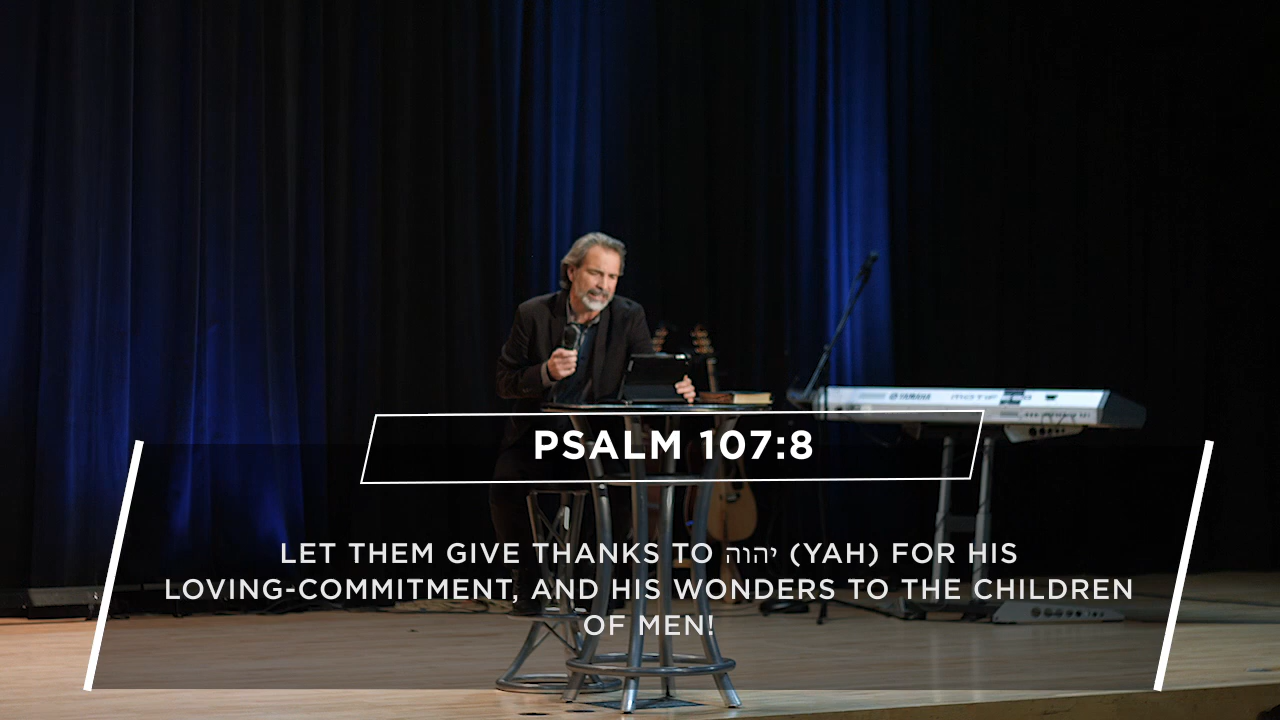 YAMAHA
PSALM 107:8
LET THEM GIVE THANKS TO יהוה (YAH) FOR HIS
LOVING-COMMITMENT, AND HIS WONDERS TO THE CHILDREN
OF MEN!